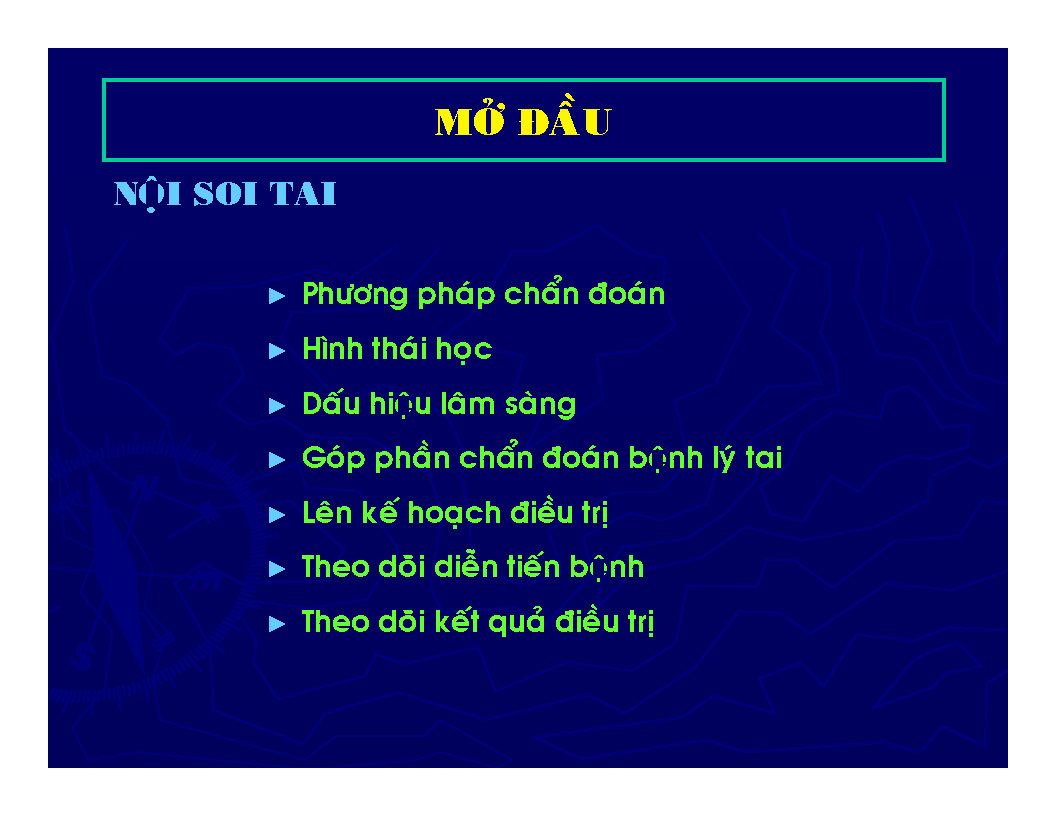 MỞ ĐẦU
NỘI SOI TAI
► Phương pháp chẩn đoán
► Hình thái học
► Dấu hiệu lâm sàng
► Góp phần chẩn đoán bệnh lý tai
► Lên kế hoạch điều trị
► Theo dõi diễn tiến bệnh
► Theo dõi kết quả điều trị
N
S